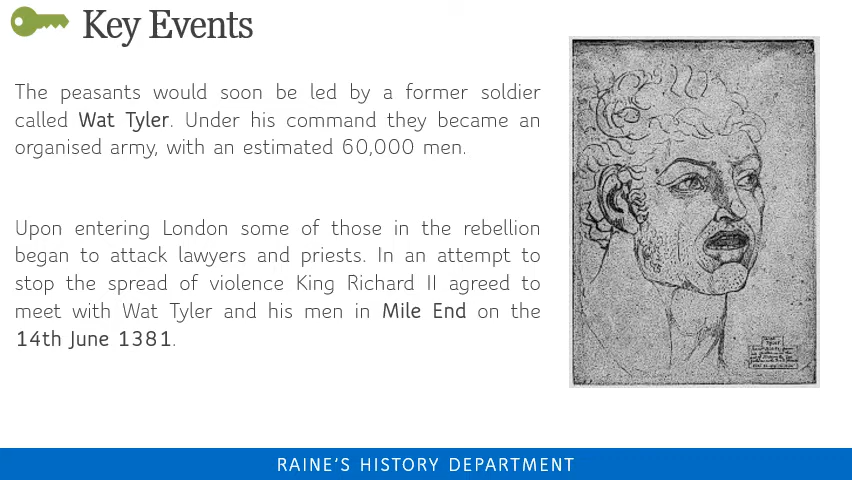 Key Events
The peasants would soon be led by a former soldier
called Wat Tyler. Under his command they became an
organised army, with an estimated 60,000 men.
Upon entering London some of those in the rebellion
began to attack lawyers and priests. In an attempt to
stop the spread of violence King Richard II agreed to
meet with Wat Tyler and his men in Mile End on the
14th June 1381.
RAINE'S HISTORY DEPARTMENT